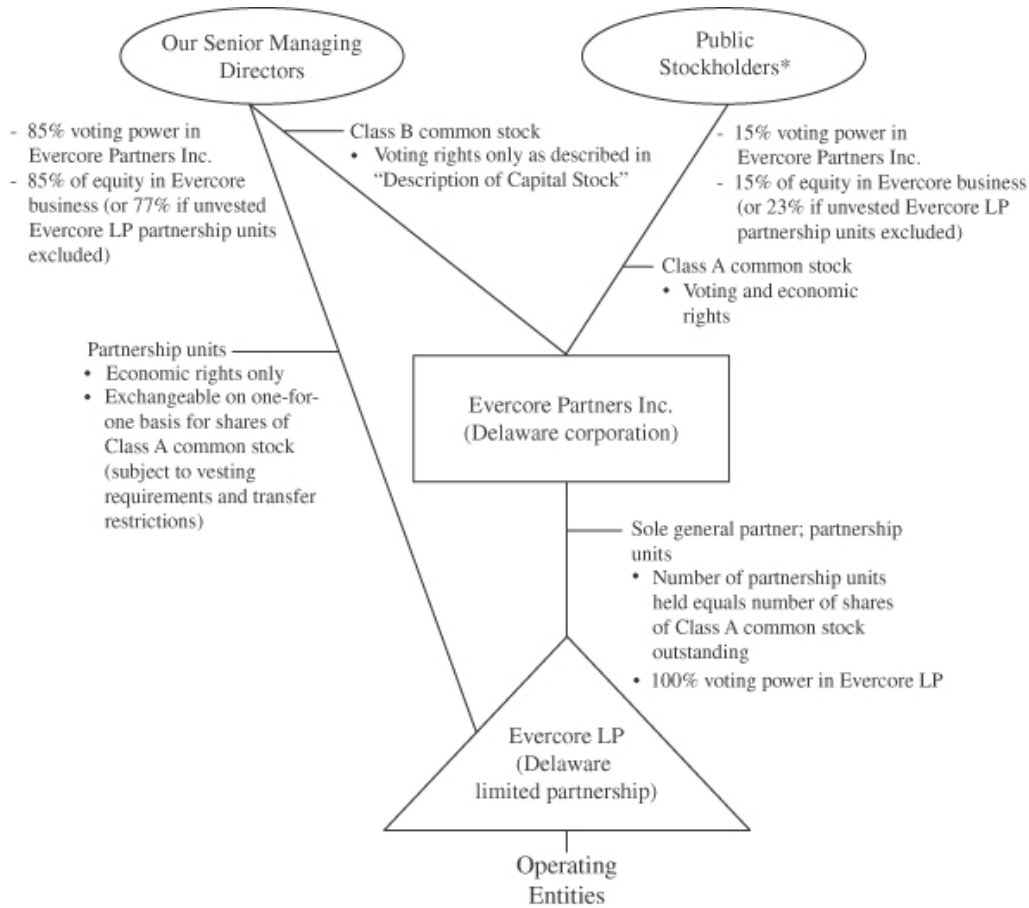 Our Senior Managing
Directors
Public
Stockholders*
- 85% voting power in
Evercore Partners Inc.
- 85% of equity in Evercore
business (or 77% if unvested
Evercore LP partnership units
excluded)
Class B common stock
• Voting rights only as described in
“Description of Capital Stock”
- 15% voting power in
Evercore Partners Inc.
- 15% of equity in Evercore business
(or 23% if unvested Evercore LP
partnership units excluded)
Class A common stock
• Voting and economic
rights
Partnership units
• Economic rights only
• Exchangeable on one-for-
one basis for shares of
Class A common stock
(subject to vesting
requirements and transfer
restrictions)
Evercore Partners Inc.
(Delaware corporation)
Sole general partner; partnership
units
• Number of partnership units
held equals number of shares
of Class A common stock
outstanding
• 100% voting power in Evercore LP
Evercore LP
(Delaware
limited partnership)
Operating
Entities